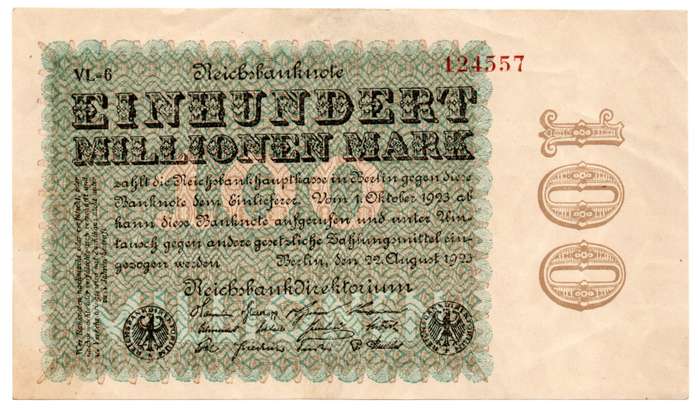 VL=6 Reichsbanknote 124557
EINHUNDERT
MILLIONEN MARK
zahlt die Reichsbankhauptkasse in Berlin gegen diese
Banknote dem Einlieferer. Vom 1. Oktober 1923 ab
kann diese Banknote aufgerufen und unter Um-
tausch gegen andere gesetzliche Zahlungsmittel ein-
gezogen werden
Berlin, den 22. August 1923
Reichsbankdirektorium
100
100